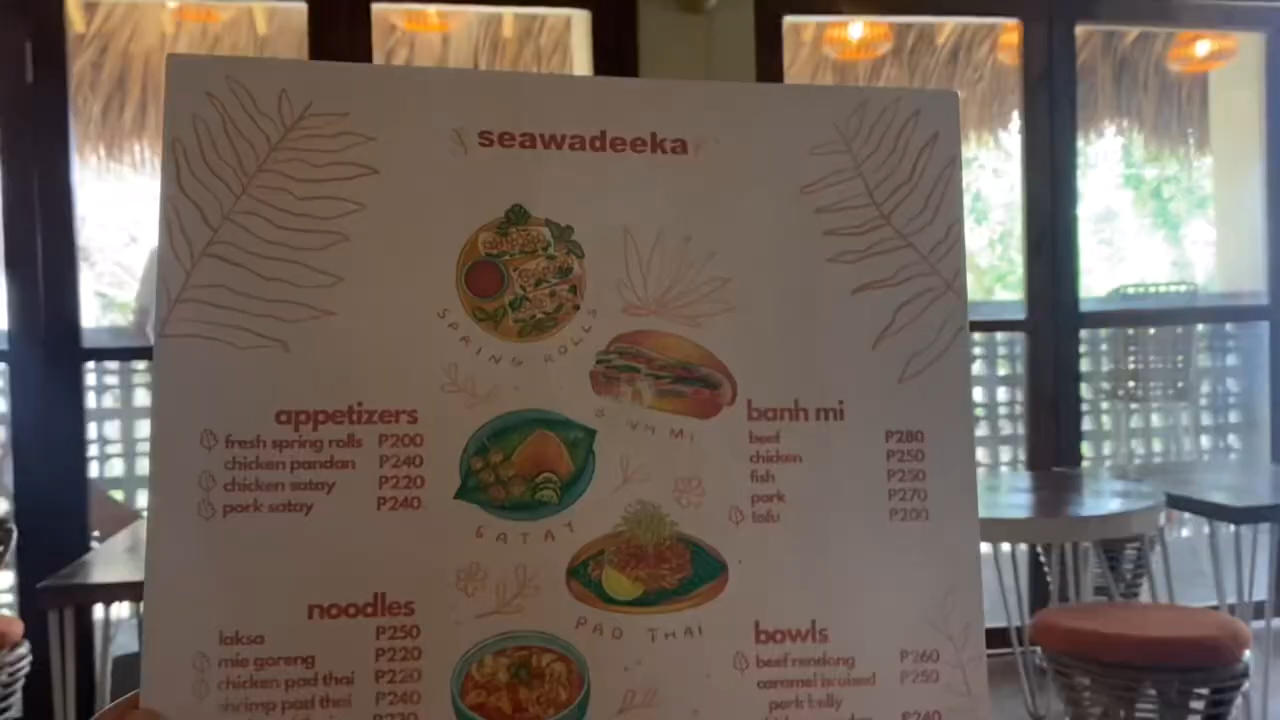 seawadeeka
SPRING ROLLS
appetizers
fresh spring rolls P200
chicken pandan P240
chicken satay P220
pork satay P240
banh mi
beef P280
chicken P250
fish P250
pork P270
tofu P200
SATAY
PAD THAI
noodles
laksa P250
mie goreng P220
chicken pad thai P220
shrimp pad thai P240
bowls
beef rendang P260
caramel braised P250
pork belly
P240